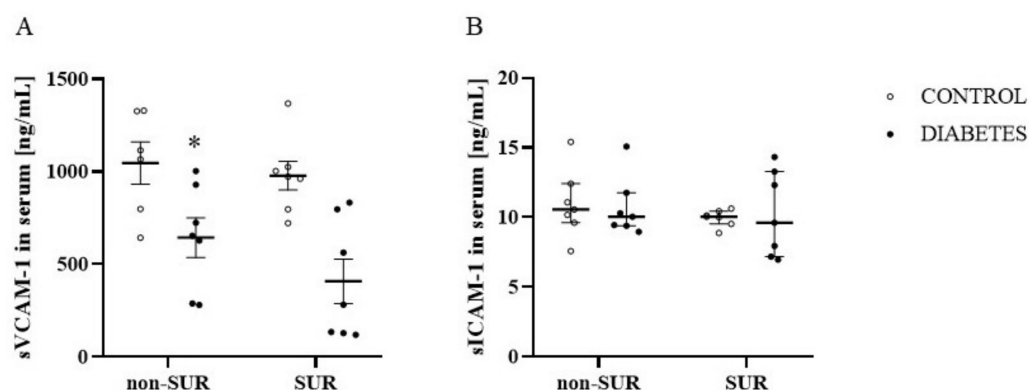 A
sVCAM-1 in serum [ng/mL]
1500
1000
500
0
*
non-SUR
SUR
B
sICAM-1 in serum [ng/mL]
20
15
10
5
0
non-SUR
SUR
CONTROL
DIABETES